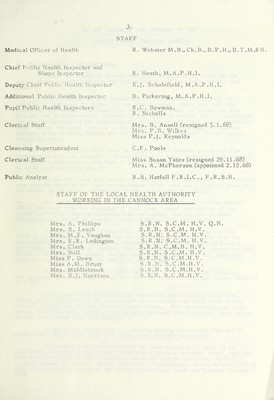 3.
STAFF
Medical Officer of Health R. Webster M.B., Ch.B., D.P.H., D.T.M.&H.
Chief Public Health Inspector and
Shops Inspector R. Heath, M.A.P.H.I.
Deputy Chief Public Health Inspector E.J. Scholefield, M.A.P.H.I.
Additional Public Health Inspector H. Pickering, M.A.P.H.I.
Pupil Public Health Inspectors R.C. Bowman.
B. Nicholls
Clerical Staff Mrs. B. Ansell (resigned 5.1.68)
Mrs. P.B. Wilkes
Miss P.J. Reynolds
Cleansing Superintendent C.F. Poole
Clerical Staff Miss Susan Yates (resigned 29.11.68)
Mrs. A. McPherson (appointed 2.12.68)
Public Analyst R.S. Hatfull F.R.I.C., F.R.S.H.
STAFF OF THE LOCAL HEALTH AUTHORITY
WORKING IN THE CANNOCK AREA
Mrs. A. Phillips S.R.N. S.C.M. H.V. Q.N.
Mrs. S. Leach S.R.N. S.C.M. H.V.
Mrs. M.E. Vaughan S.R.N. S.C.M. H.V.
Mrs. E.R. Lockington S.R.N. S.C.M. H.V.
Mrs. Clark S.R.N. C.M.B. H.V.
Mrs. Bull S.R.N. S.C.M.H.V.
Miss P. Down S.R.N. S.C.M.H.V.
Miss A.M. Brunt S.R.N. S.C.M.H.V.
Mrs. Middlebrook S.R.N. S.C.M.H.V.
Mrs. D.J. Harrison S.R.N. S.C.M.H.V.